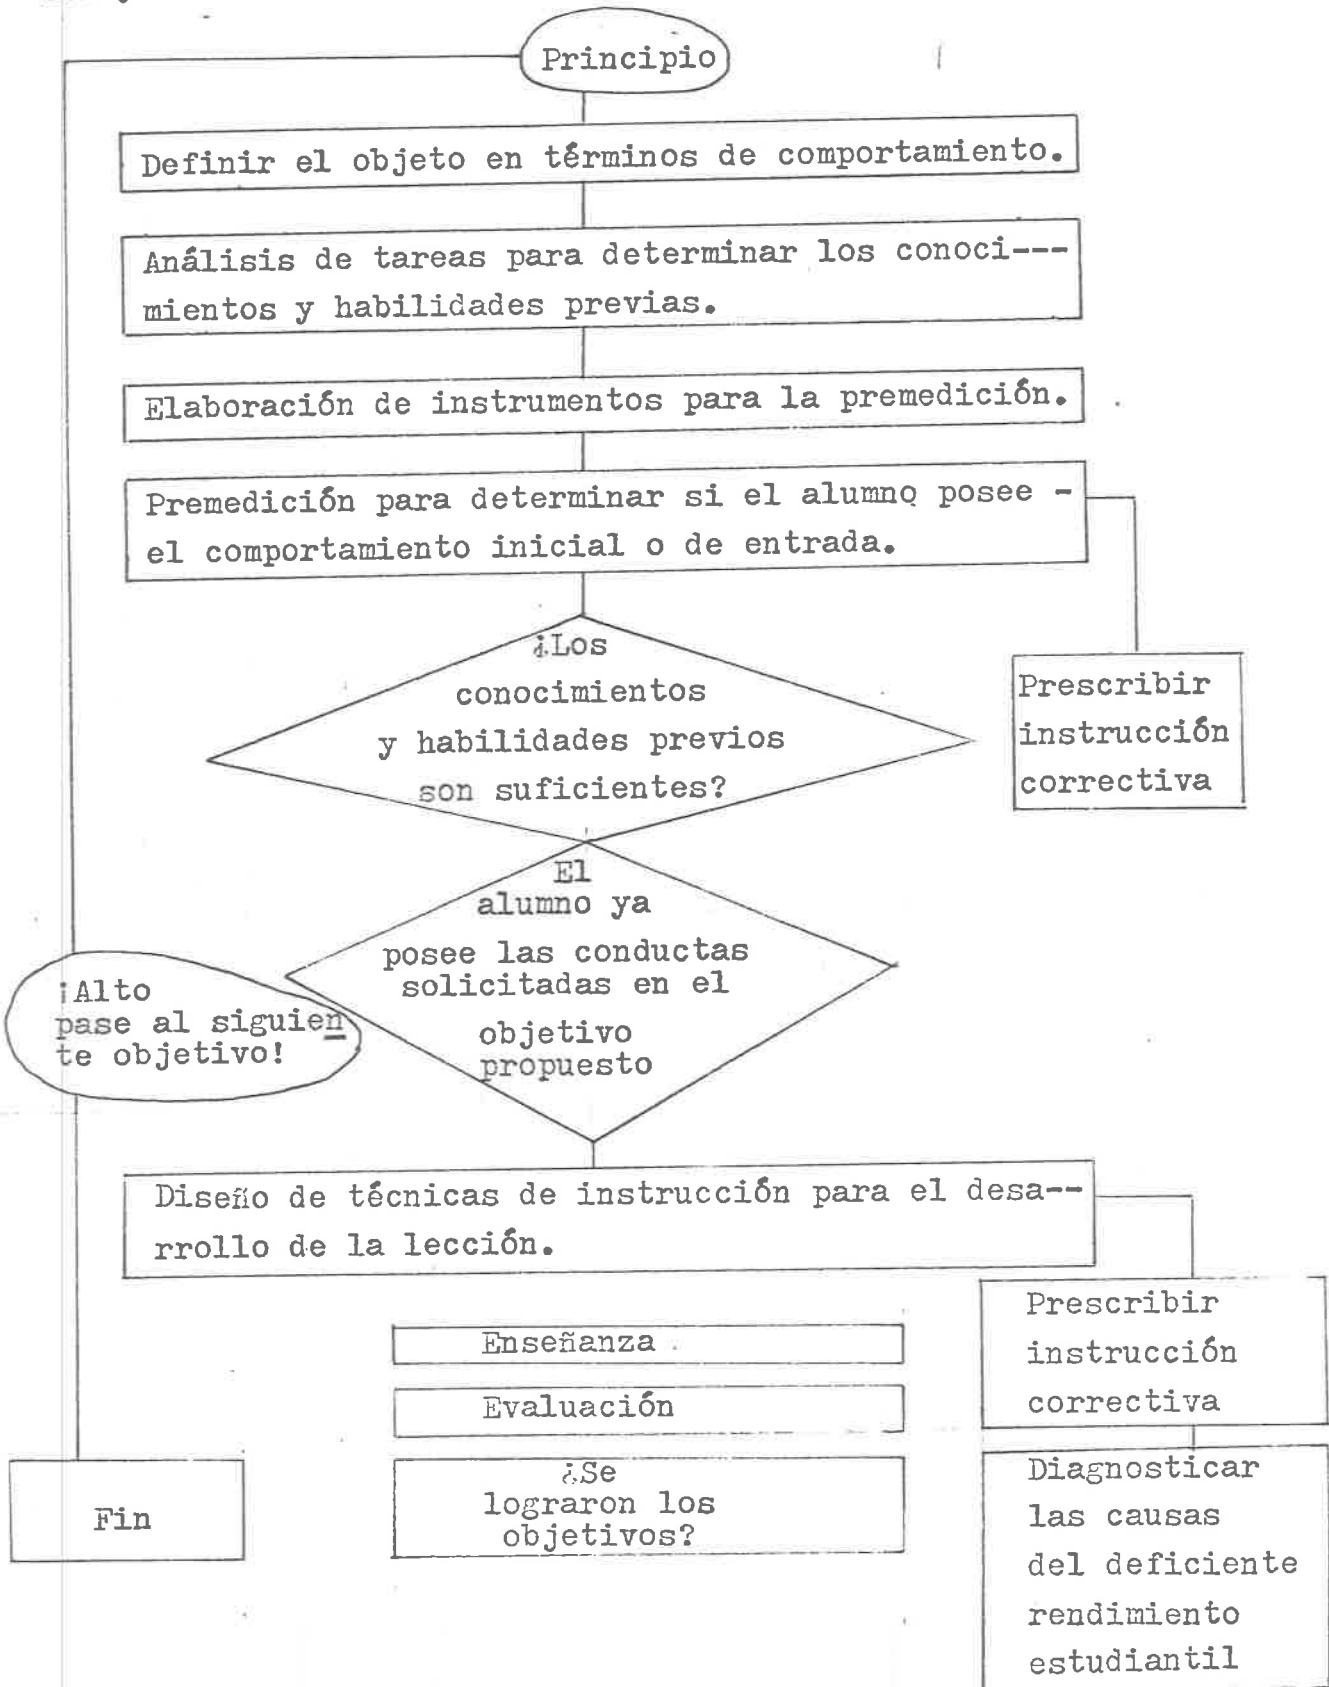 Principio
Definir el objeto en términos de comportamiento.
Análisis de tareas para determinar los conoci---
mientos y habilidades previas.
Elaboración de instrumentos para la premedición.
Premedición para determinar si el alumno posee -
el comportamiento inicial o de entrada.
¿Los
conocimientos
y habilidades previos
son suficientes?
Prescribir
instrucción
correctiva
El
alumno ya
posee las conductas
solicitadas en el
objetivo
propuesto
¡Alto
pase al siguien
te objetivo!
Diseño de técnicas de instrucción para el desa--
rrollo de la lección.
Enseñanza
Evaluación
¿Se
lograron los
objetivos?
Prescribir
instrucción
correctiva
Diagnosticar
las causas
del deficiente
rendimiento
estudiantil
Fin